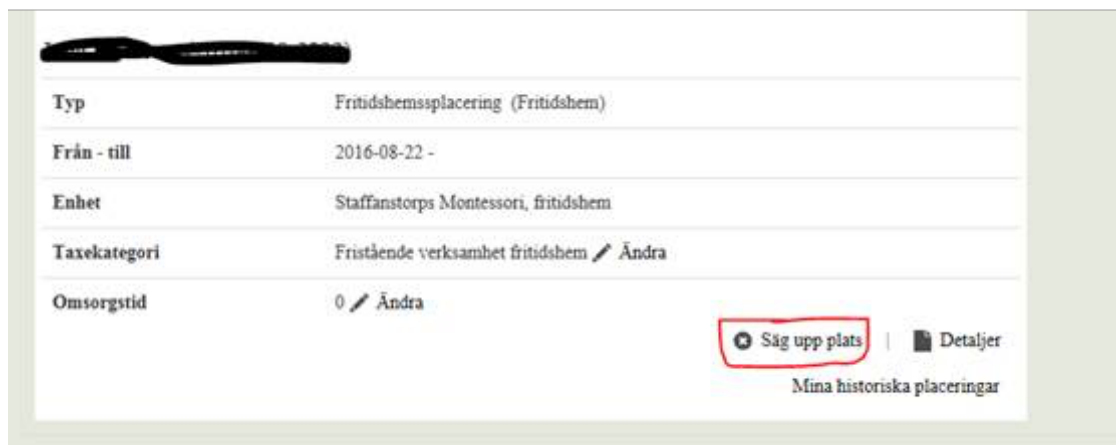 Typ Fritidshemssplacering (Fritidshem)
Från - till 2016-08-22 -
Enhet Staffanstorps Montessori, fritidshem
Taxekategori Fristående verksamhet fritidshem Ändra
Omsorgstid 0 Ändra
Säg upp plats | Detaljer
Mina historiska placeringar